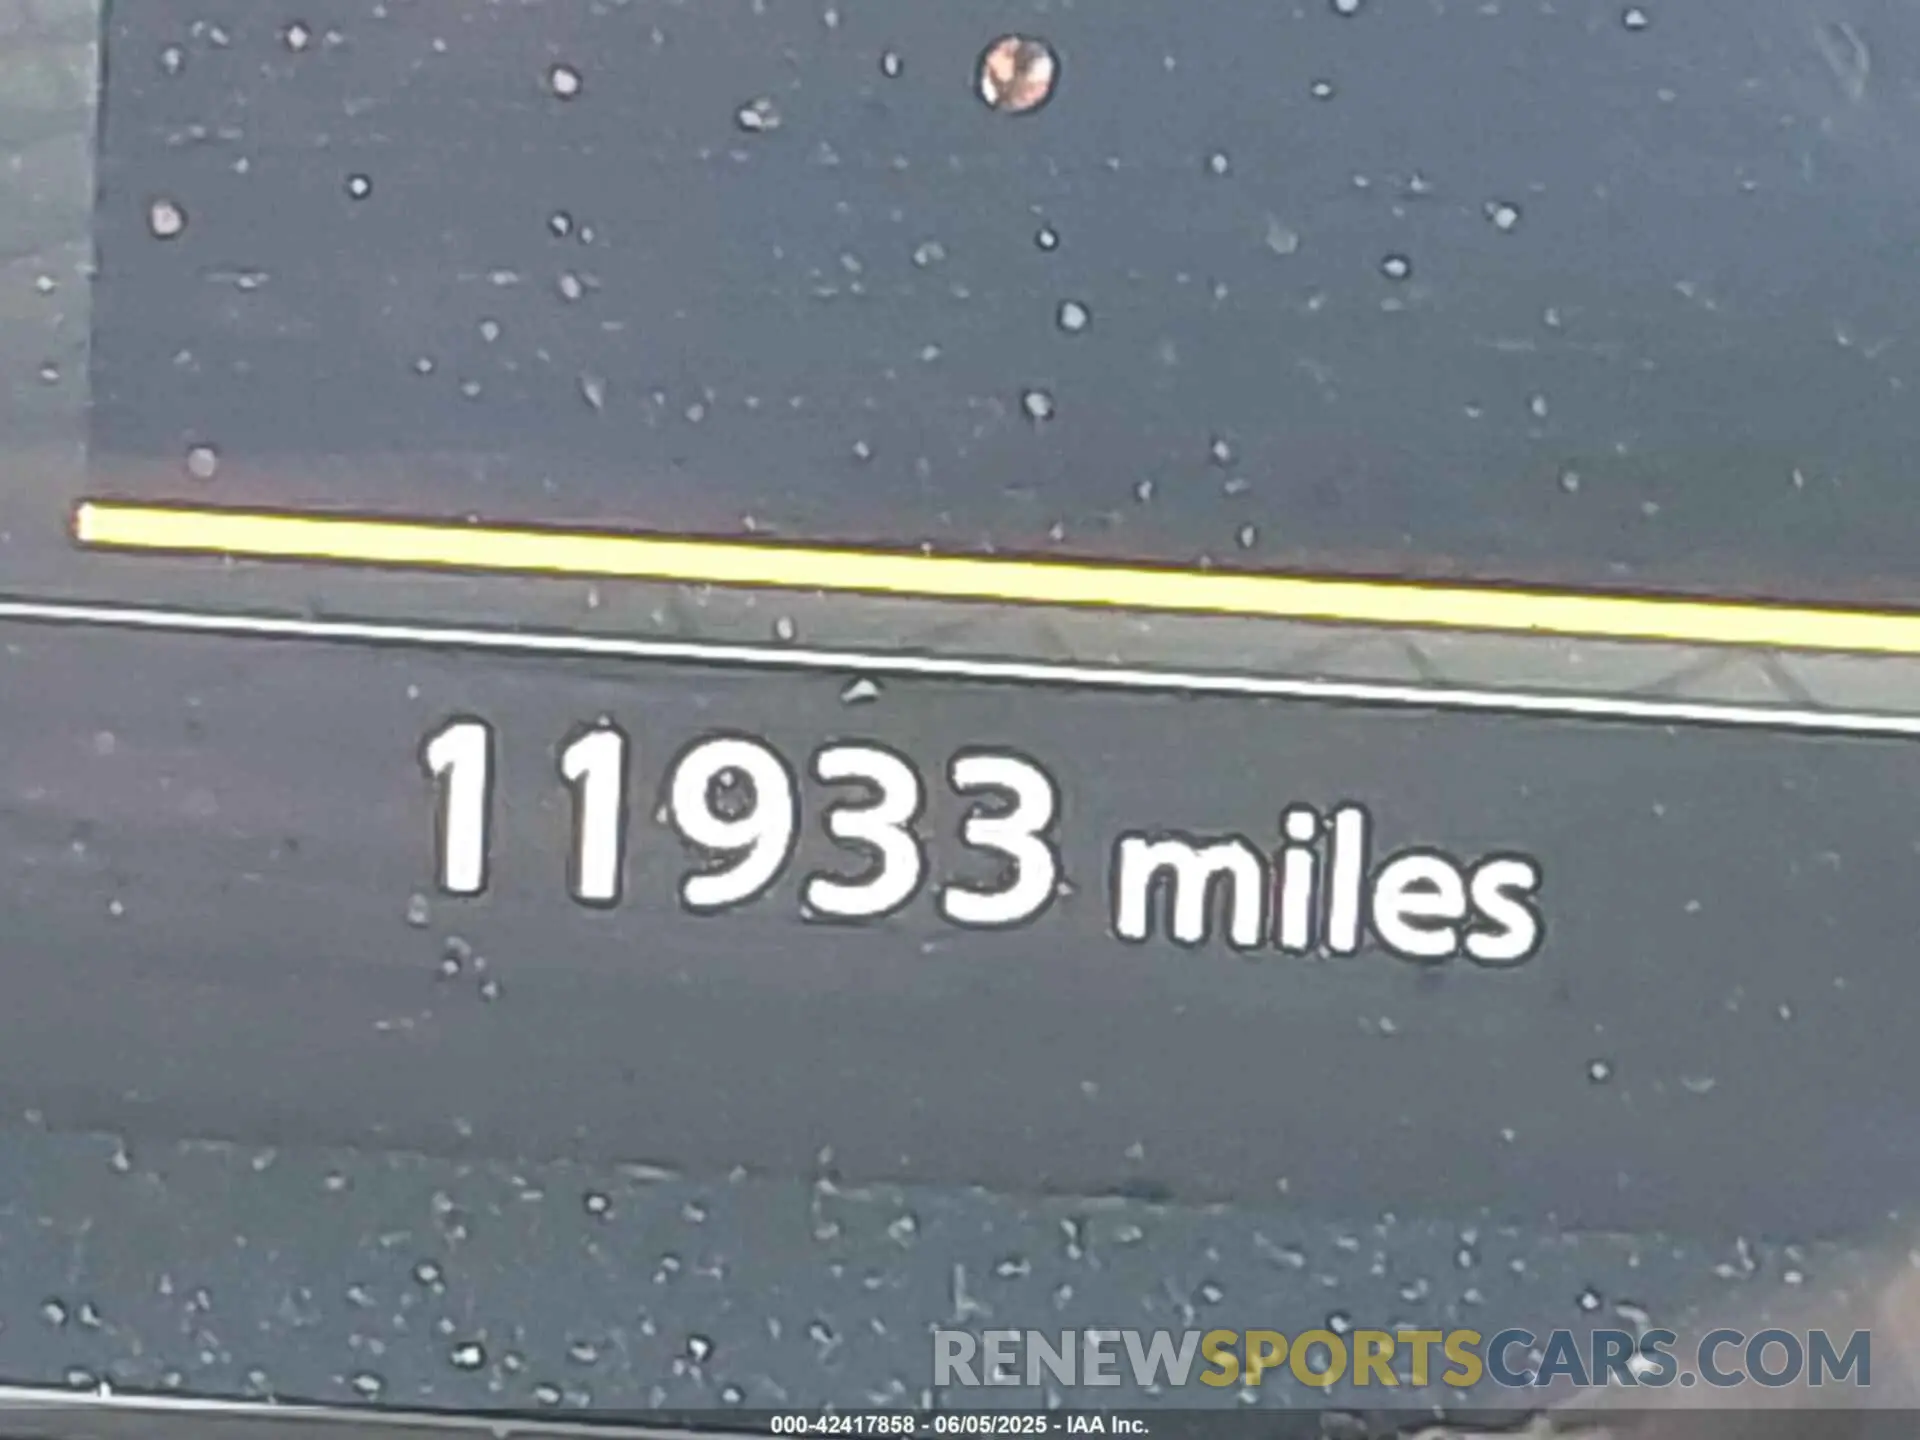 11933 miles
RENEWSPORTSCARS.COM
000-42417858 - 06/05/2025 - IAA Inc.